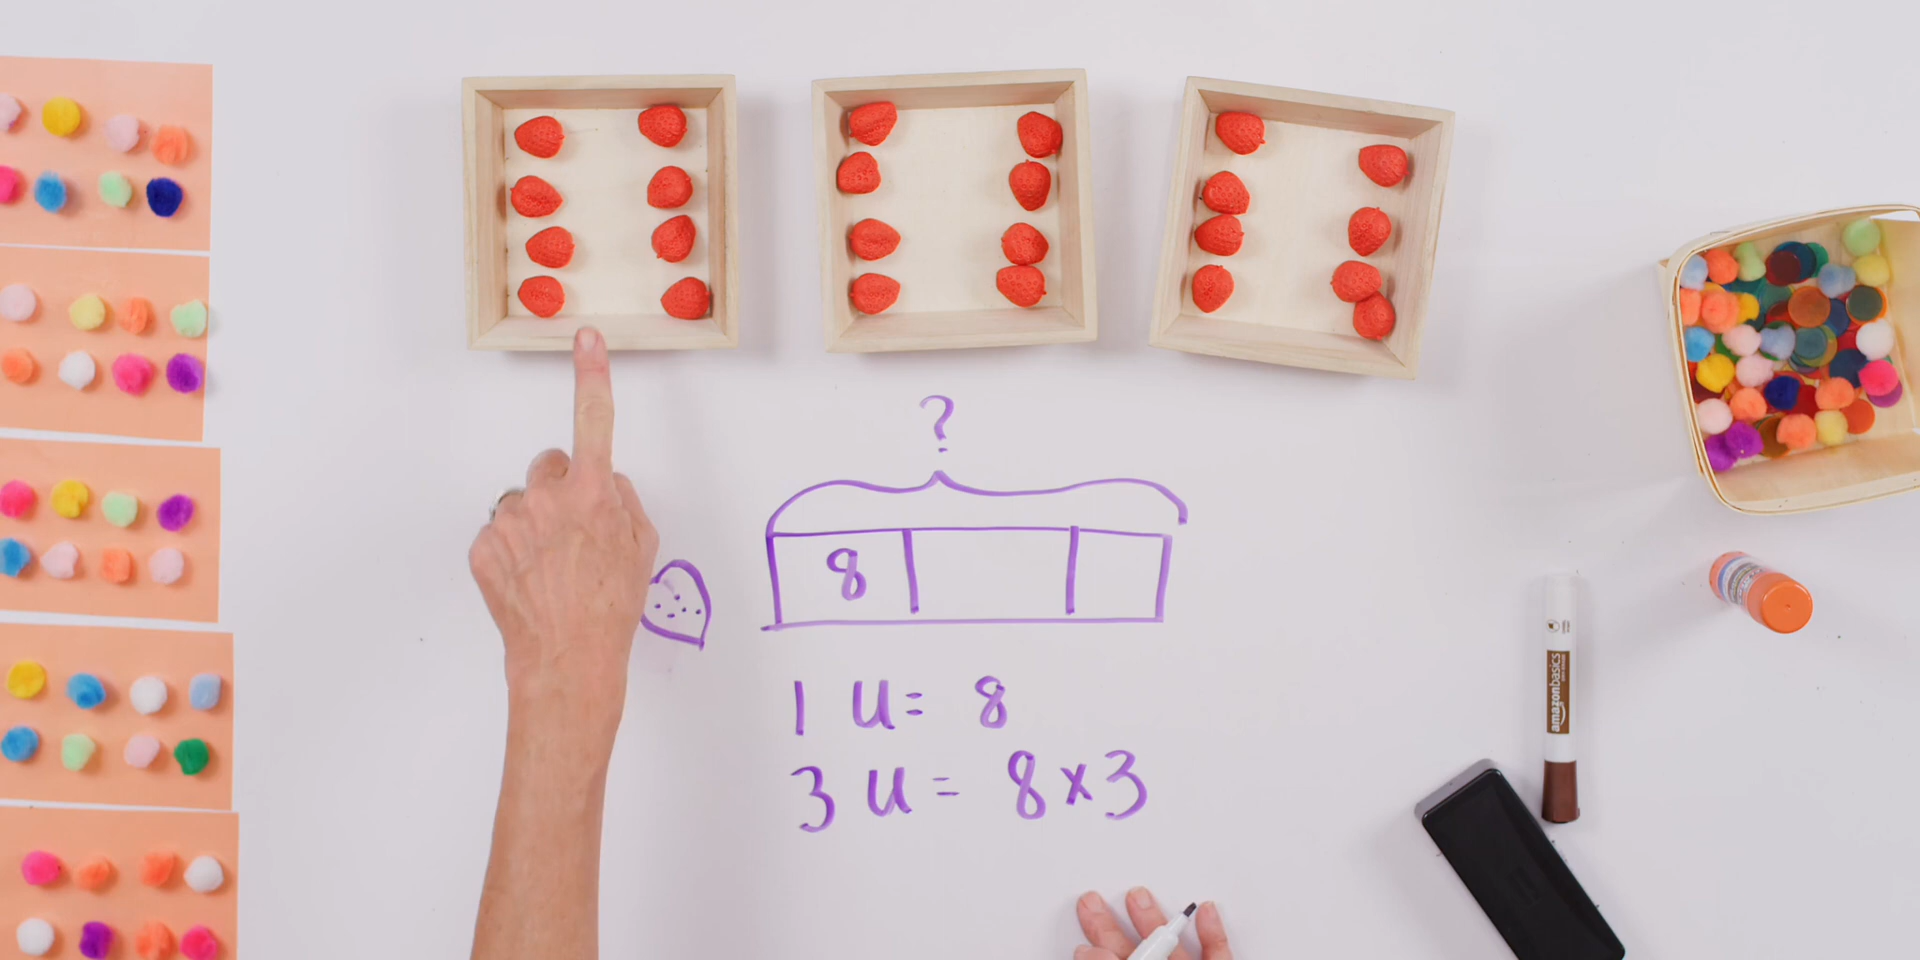 ?
8
1 u = 8
3 u = 8 x 3
amazonbasics